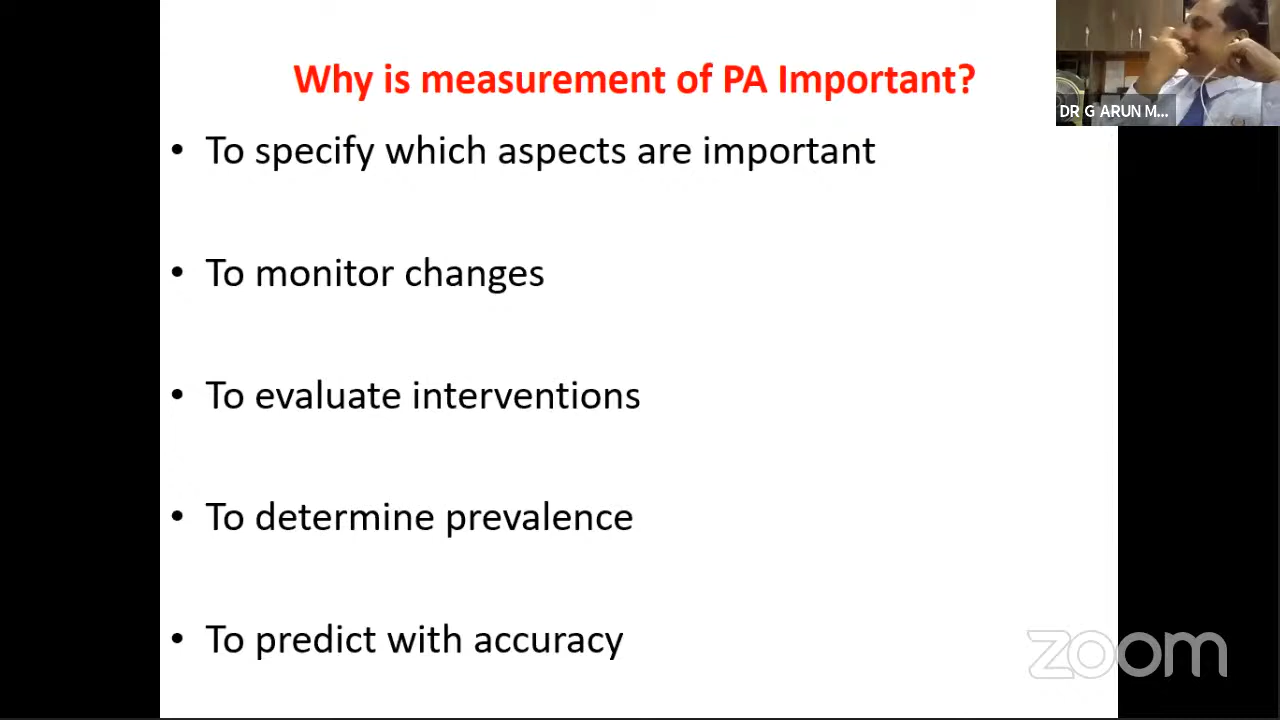 Why is measurement of PA Important?
DR G ARUN M...
• To specify which aspects are important
• To monitor changes
• To evaluate interventions
• To determine prevalence
• To predict with accuracy
zoom